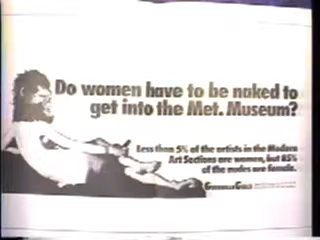 Do women have to be naked to
get into the Met. Museum?
Less than 5% of the artists in the Modern
Art Sections are women, but 85%
of the nudes are female.
Guerrilla Girls